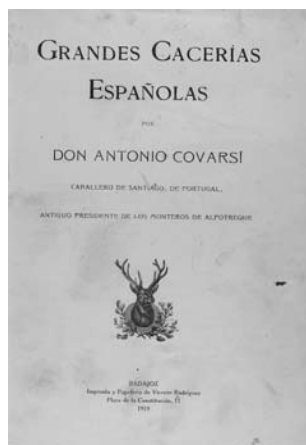 GRANDES CACERÍAS
ESPAÑOLAS
POR
DON ANTONIO COVARSÍ
CABALLERO DE SANTIAGO, DE PORTUGAL,
ANTIGUO PRESIDENTE DE LOS MONTEROS DE ALPOTREQUE
BADAJOZ
Imprenta y Papelería de Vicente Rodríguez
Plaza de la Constitución, 11
1919